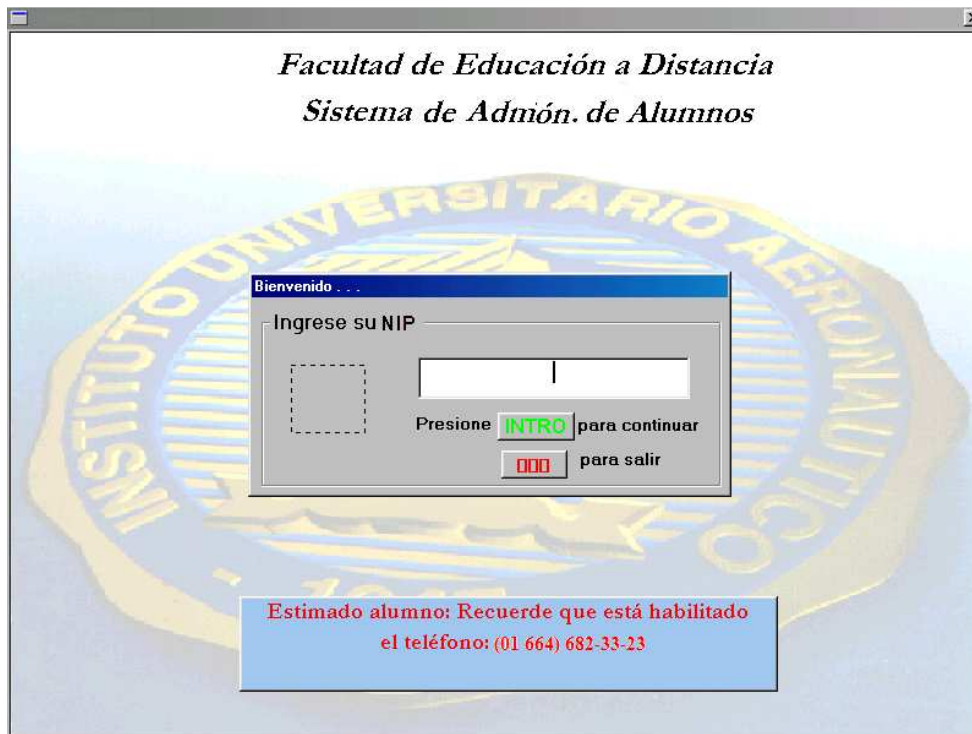 Facultad de Educación a Distancia
Sistema de Admón. de Alumnos
INSTITUTO UNIVERSITARIO AERONAUTICO
Bienvenido . . .
Ingrese su NIP
Presione INTRO para continuar
para salir
Estimado alumno: Recuerde que está habilitado
el teléfono: (01 664) 682-33-23